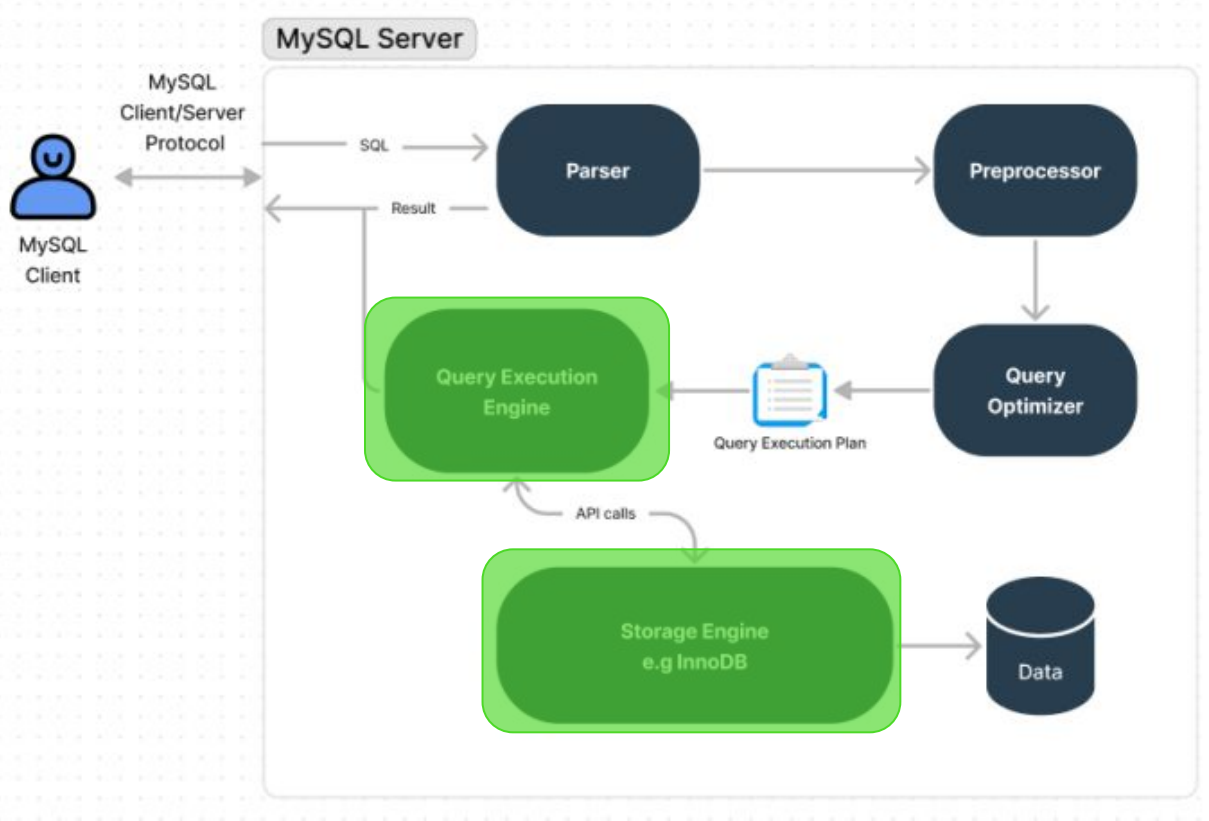 MySQL Server
MySQL
Client/Server
Protocol
SQL
Parser
Preprocessor
Result
MySQL
Client
Query Execution
Engine
Query Execution Plan
Query
Optimizer
API calls
Storage Engine
e.g InnoDB
Data